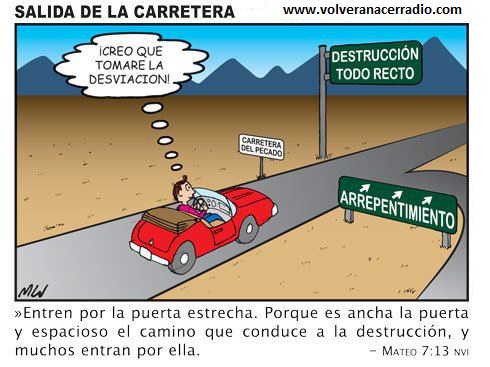 SALIDA DE LA CARRETERA
www.volveranacerradio.com
¡CREO QUE
TOMARE LA
DESVIACION!
DESTRUCCIÓN
TODO RECTO
CARRETERA
DEL PECADO
ARREPENTIMIENTO
MW
»Entren por la puerta estrecha. Porque es ancha la puerta
y espacioso el camino que conduce a la destrucción, y
muchos entran por ella. – MATEO 7:13 NVI